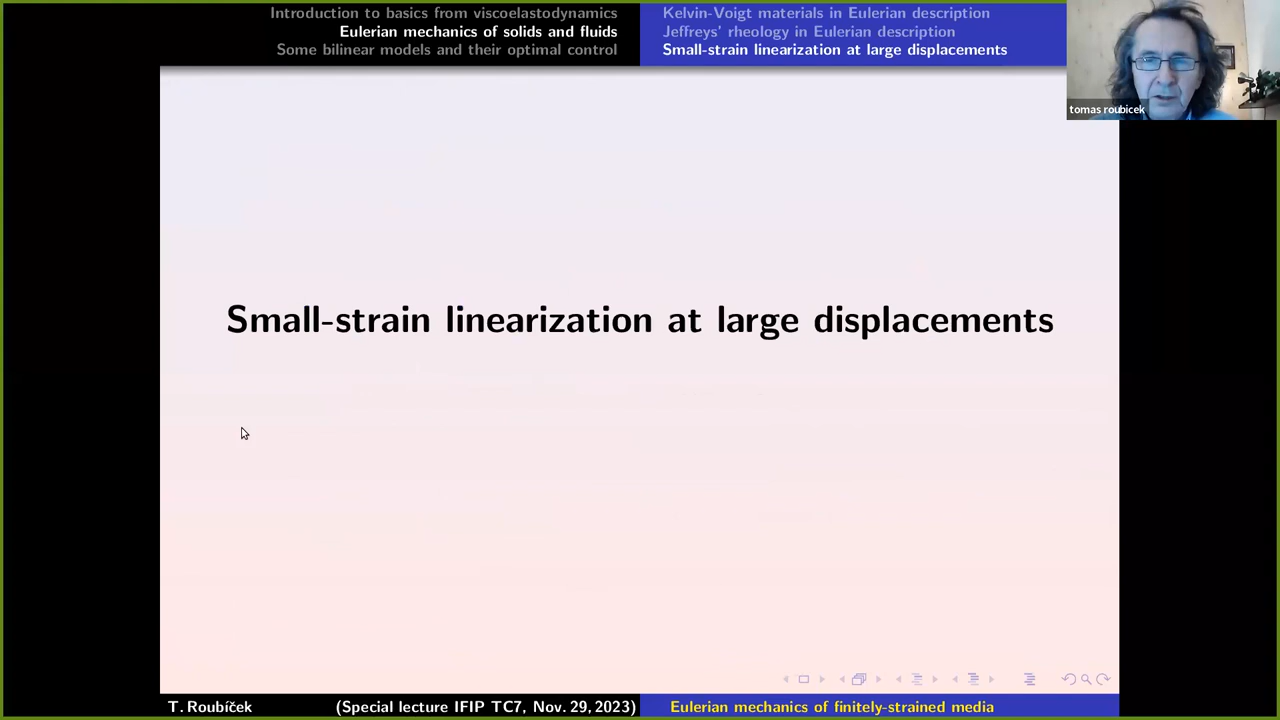 Introduction to basics from viscoelastodynamics
Eulerian mechanics of solids and fluids
Some bilinear models and their optimal control
Kelvin-Voigt materials in Eulerian description
Jeffreys' rheology in Eulerian description
Small-strain linearization at large displacements
tomas roubicek
Small-strain linearization at large displacements
T. Roubíček
(Special lecture IFIP TC7, Nov. 29, 2023)
Eulerian mechanics of finitely-strained media